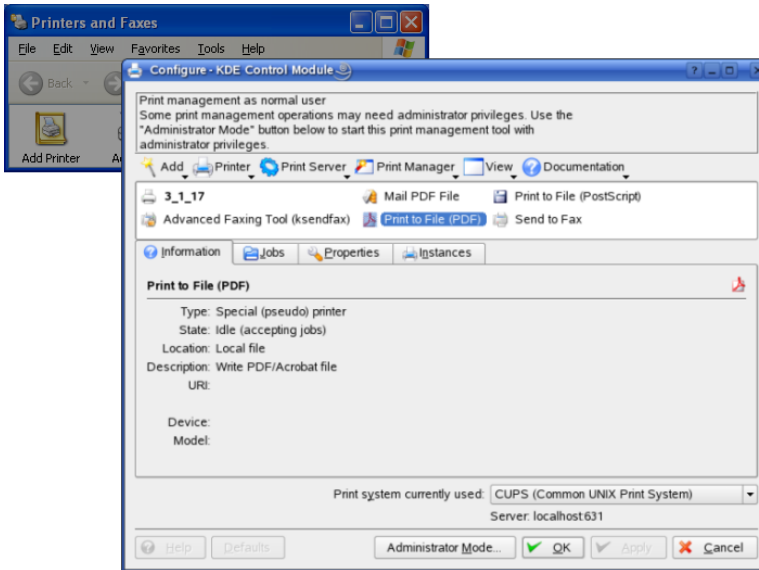 Printers and Faxes
File Edit View Favorites Tools Help
Back
Add Printer
Configure - KDE Control Module
Print management as normal user
Some print management operations may need administrator privileges. Use the
"Administrator Mode" button below to start this print management tool with
administrator privileges.
Add Printer Print Server Print Manager View Documentation
3_1_17 Mail PDF File Print to File (PostScript)
Advanced Faxing Tool (ksendfax) Print to File (PDF) Send to Fax
Information Jobs Properties Instances
Print to File (PDF)
Type: Special (pseudo) printer
State: Idle (accepting jobs)
Location: Local file
Description: Write PDF/Acrobat file
URI:
Device:
Model:
Print system currently used: CUPS (Common UNIX Print System)
Server: localhost:631
Help Defaults Administrator Mode... OK Apply Cancel